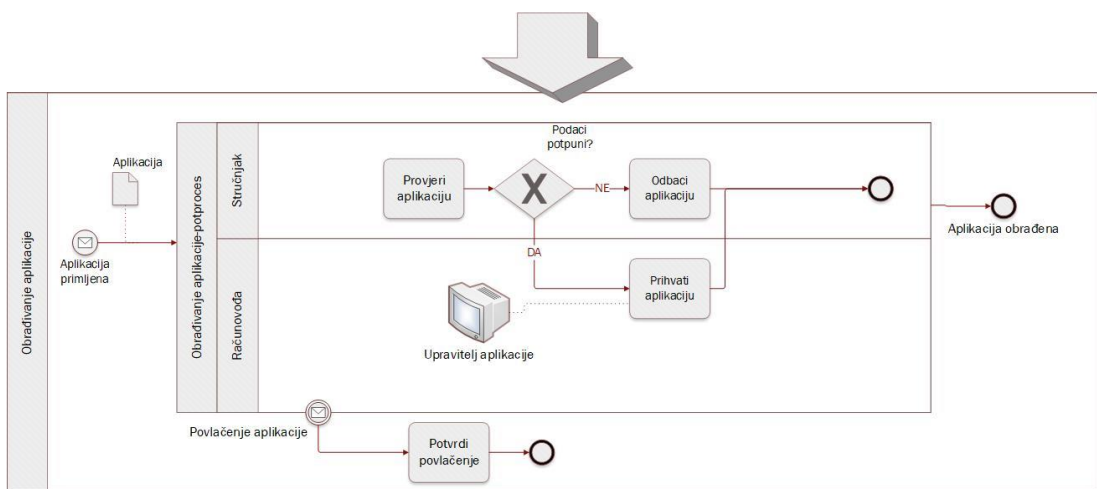 Obrađivanje aplikacije
Aplikacija
Aplikacija
primljena
Obrađivanje aplikacije-potproces
Stručnjak
Provjeri
aplikaciju
Podaci
potpuni?
X
NE
Odbaci
aplikaciju
Aplikacija obrađena
Računovođa
DA
Prihvati
aplikaciju
Upravitelj aplikacije
Povlačenje aplikacije
Potvrdi
povlačenje